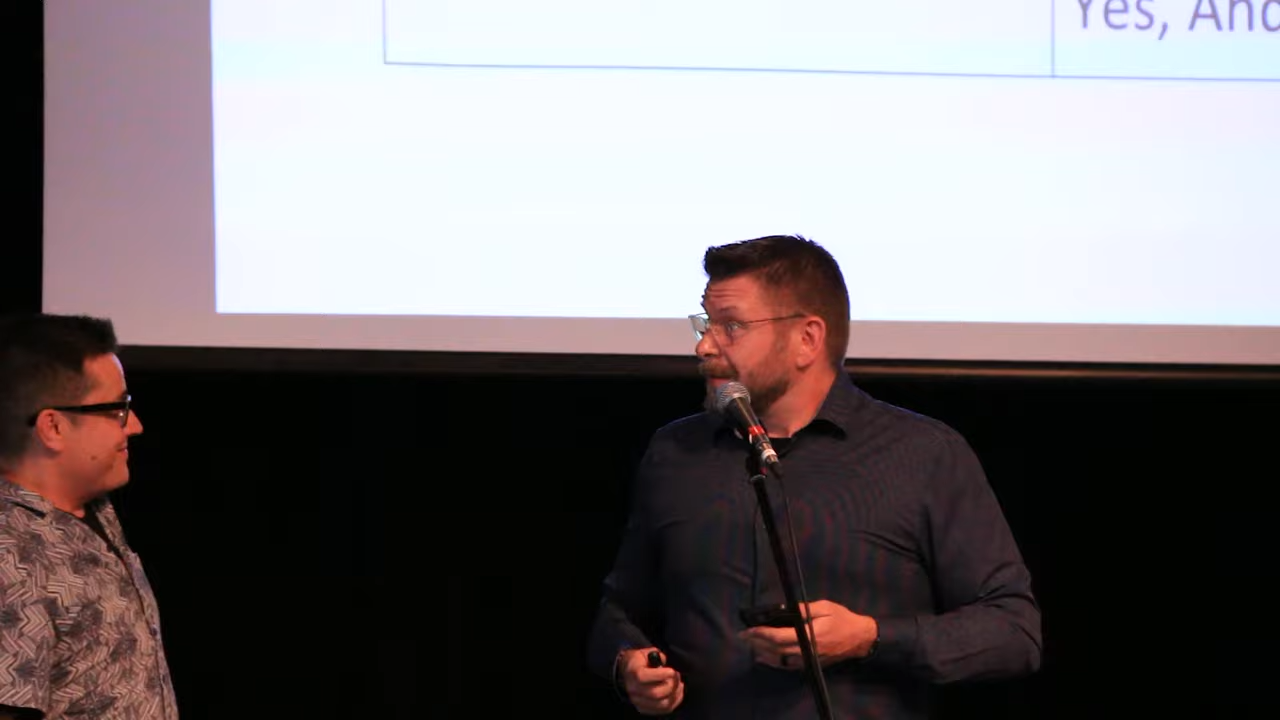 Yes, And